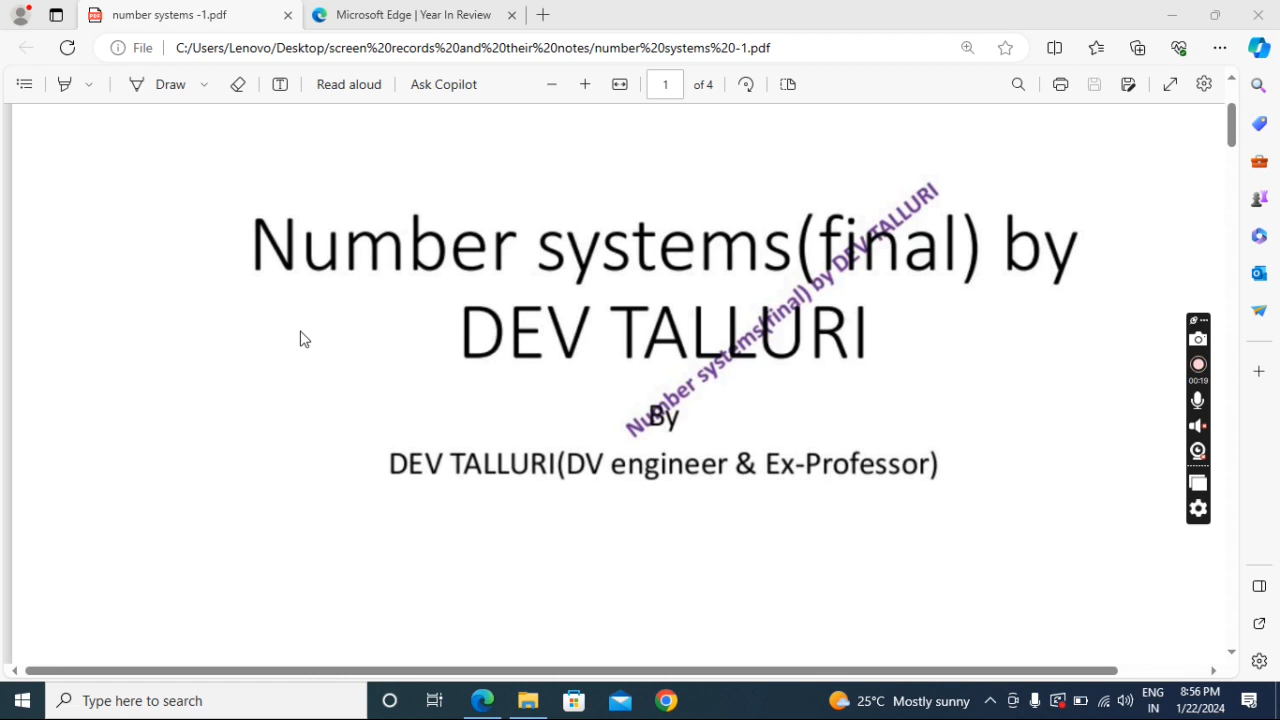 number systems -1.pdf
Microsoft Edge | Year In Review
File
C:/Users/Lenovo/Desktop/screen%20records%20and%20their%20notes/number%20systems%20-1.pdf
Draw
Read aloud
Ask Copilot
1
of 4
Number systems(final) by
DEV TALLURI
Number systems(final) by DEV TALLURI
By
DEV TALLURI(DV engineer & Ex-Professor)
00:19
Type here to search
25°C Mostly sunny
ENG
IN
8:56 PM
1/22/2024